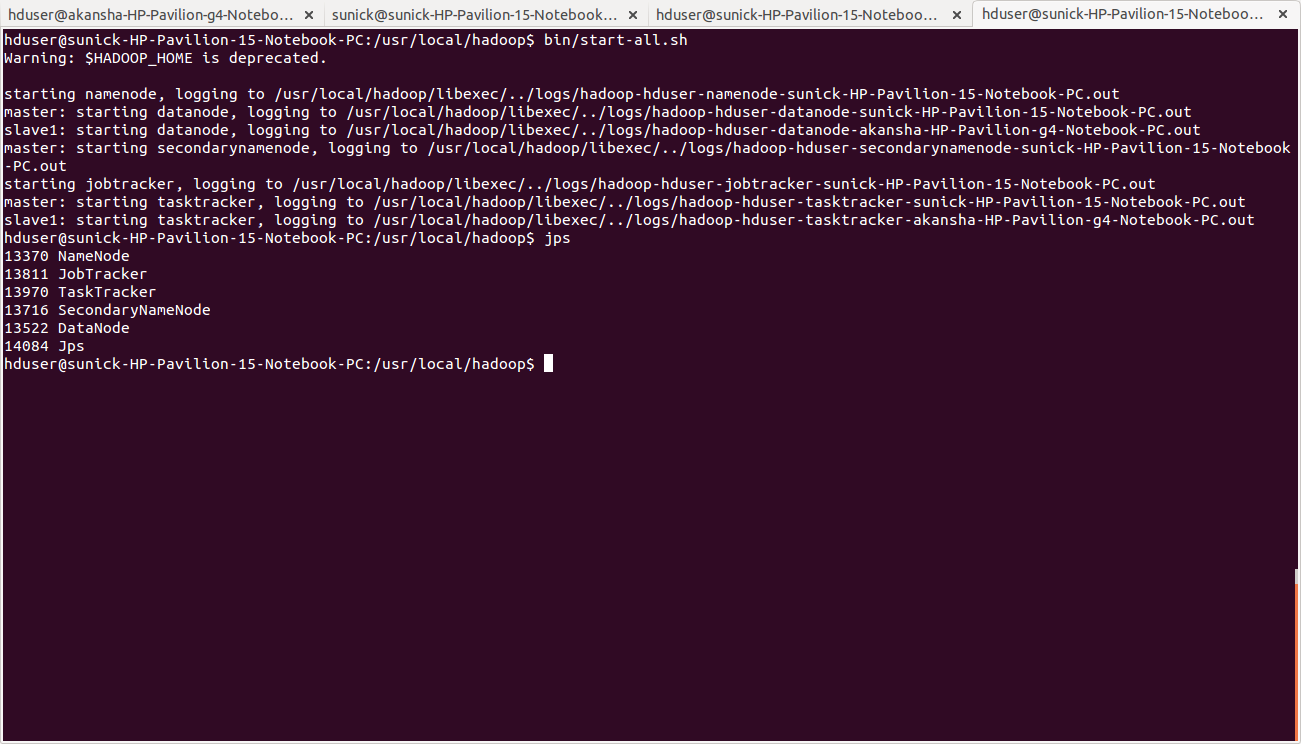 hduser@akansha-HP-Pavilion-g4-Notebo... × sunick@sunick-HP-Pavilion-15-Notebook... × hduser@sunick-HP-Pavilion-15-Noteboo... × hduser@sunick-HP-Pavilion-15-Noteboo... ×
hduser@sunick-HP-Pavilion-15-Notebook-PC:/usr/local/hadoop$ bin/start-all.sh
Warning: $HADOOP_HOME is deprecated.
starting namenode, logging to /usr/local/hadoop/libexec/../logs/hadoop-hduser-namenode-sunick-HP-Pavilion-15-Notebook-PC.out
master: starting datanode, logging to /usr/local/hadoop/libexec/../logs/hadoop-hduser-datanode-sunick-HP-Pavilion-15-Notebook-PC.out
slave1: starting datanode, logging to /usr/local/hadoop/libexec/../logs/hadoop-hduser-datanode-akansha-HP-Pavilion-g4-Notebook-PC.out
master: starting secondarynamenode, logging to /usr/local/hadoop/libexec/../logs/hadoop-hduser-secondarynamenode-sunick-HP-Pavilion-15-Notebook
-PC.out
starting jobtracker, logging to /usr/local/hadoop/libexec/../logs/hadoop-hduser-jobtracker-sunick-HP-Pavilion-15-Notebook-PC.out
master: starting tasktracker, logging to /usr/local/hadoop/libexec/../logs/hadoop-hduser-tasktracker-sunick-HP-Pavilion-15-Notebook-PC.out
slave1: starting tasktracker, logging to /usr/local/hadoop/libexec/../logs/hadoop-hduser-tasktracker-akansha-HP-Pavilion-g4-Notebook-PC.out
hduser@sunick-HP-Pavilion-15-Notebook-PC:/usr/local/hadoop$ jps
13370 NameNode
13811 JobTracker
13970 TaskTracker
13716 SecondaryNameNode
13522 DataNode
14084 Jps
hduser@sunick-HP-Pavilion-15-Notebook-PC:/usr/local/hadoop$